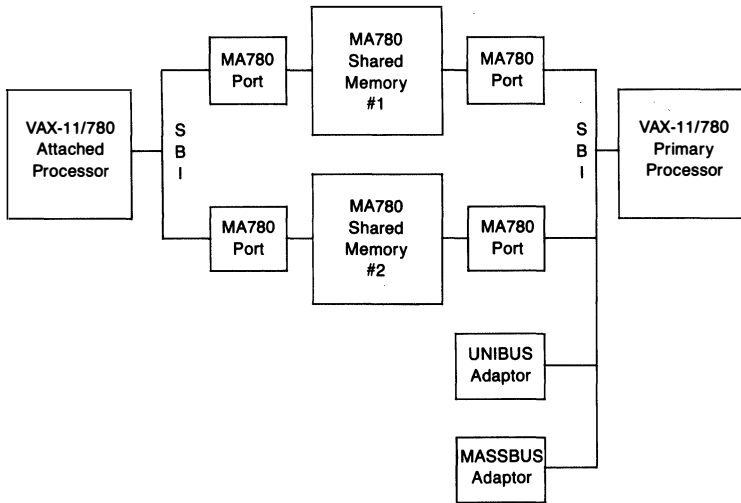 MA780
Port
MA780
Shared
Memory
#1
MA780
Port
VAX-11/780
Attached
Processor
S
B
I
S
B
I
VAX-11/780
Primary
Processor
MA780
Port
MA780
Shared
Memory
#2
MA780
Port
UNIBUS
Adaptor
MASSBUS
Adaptor